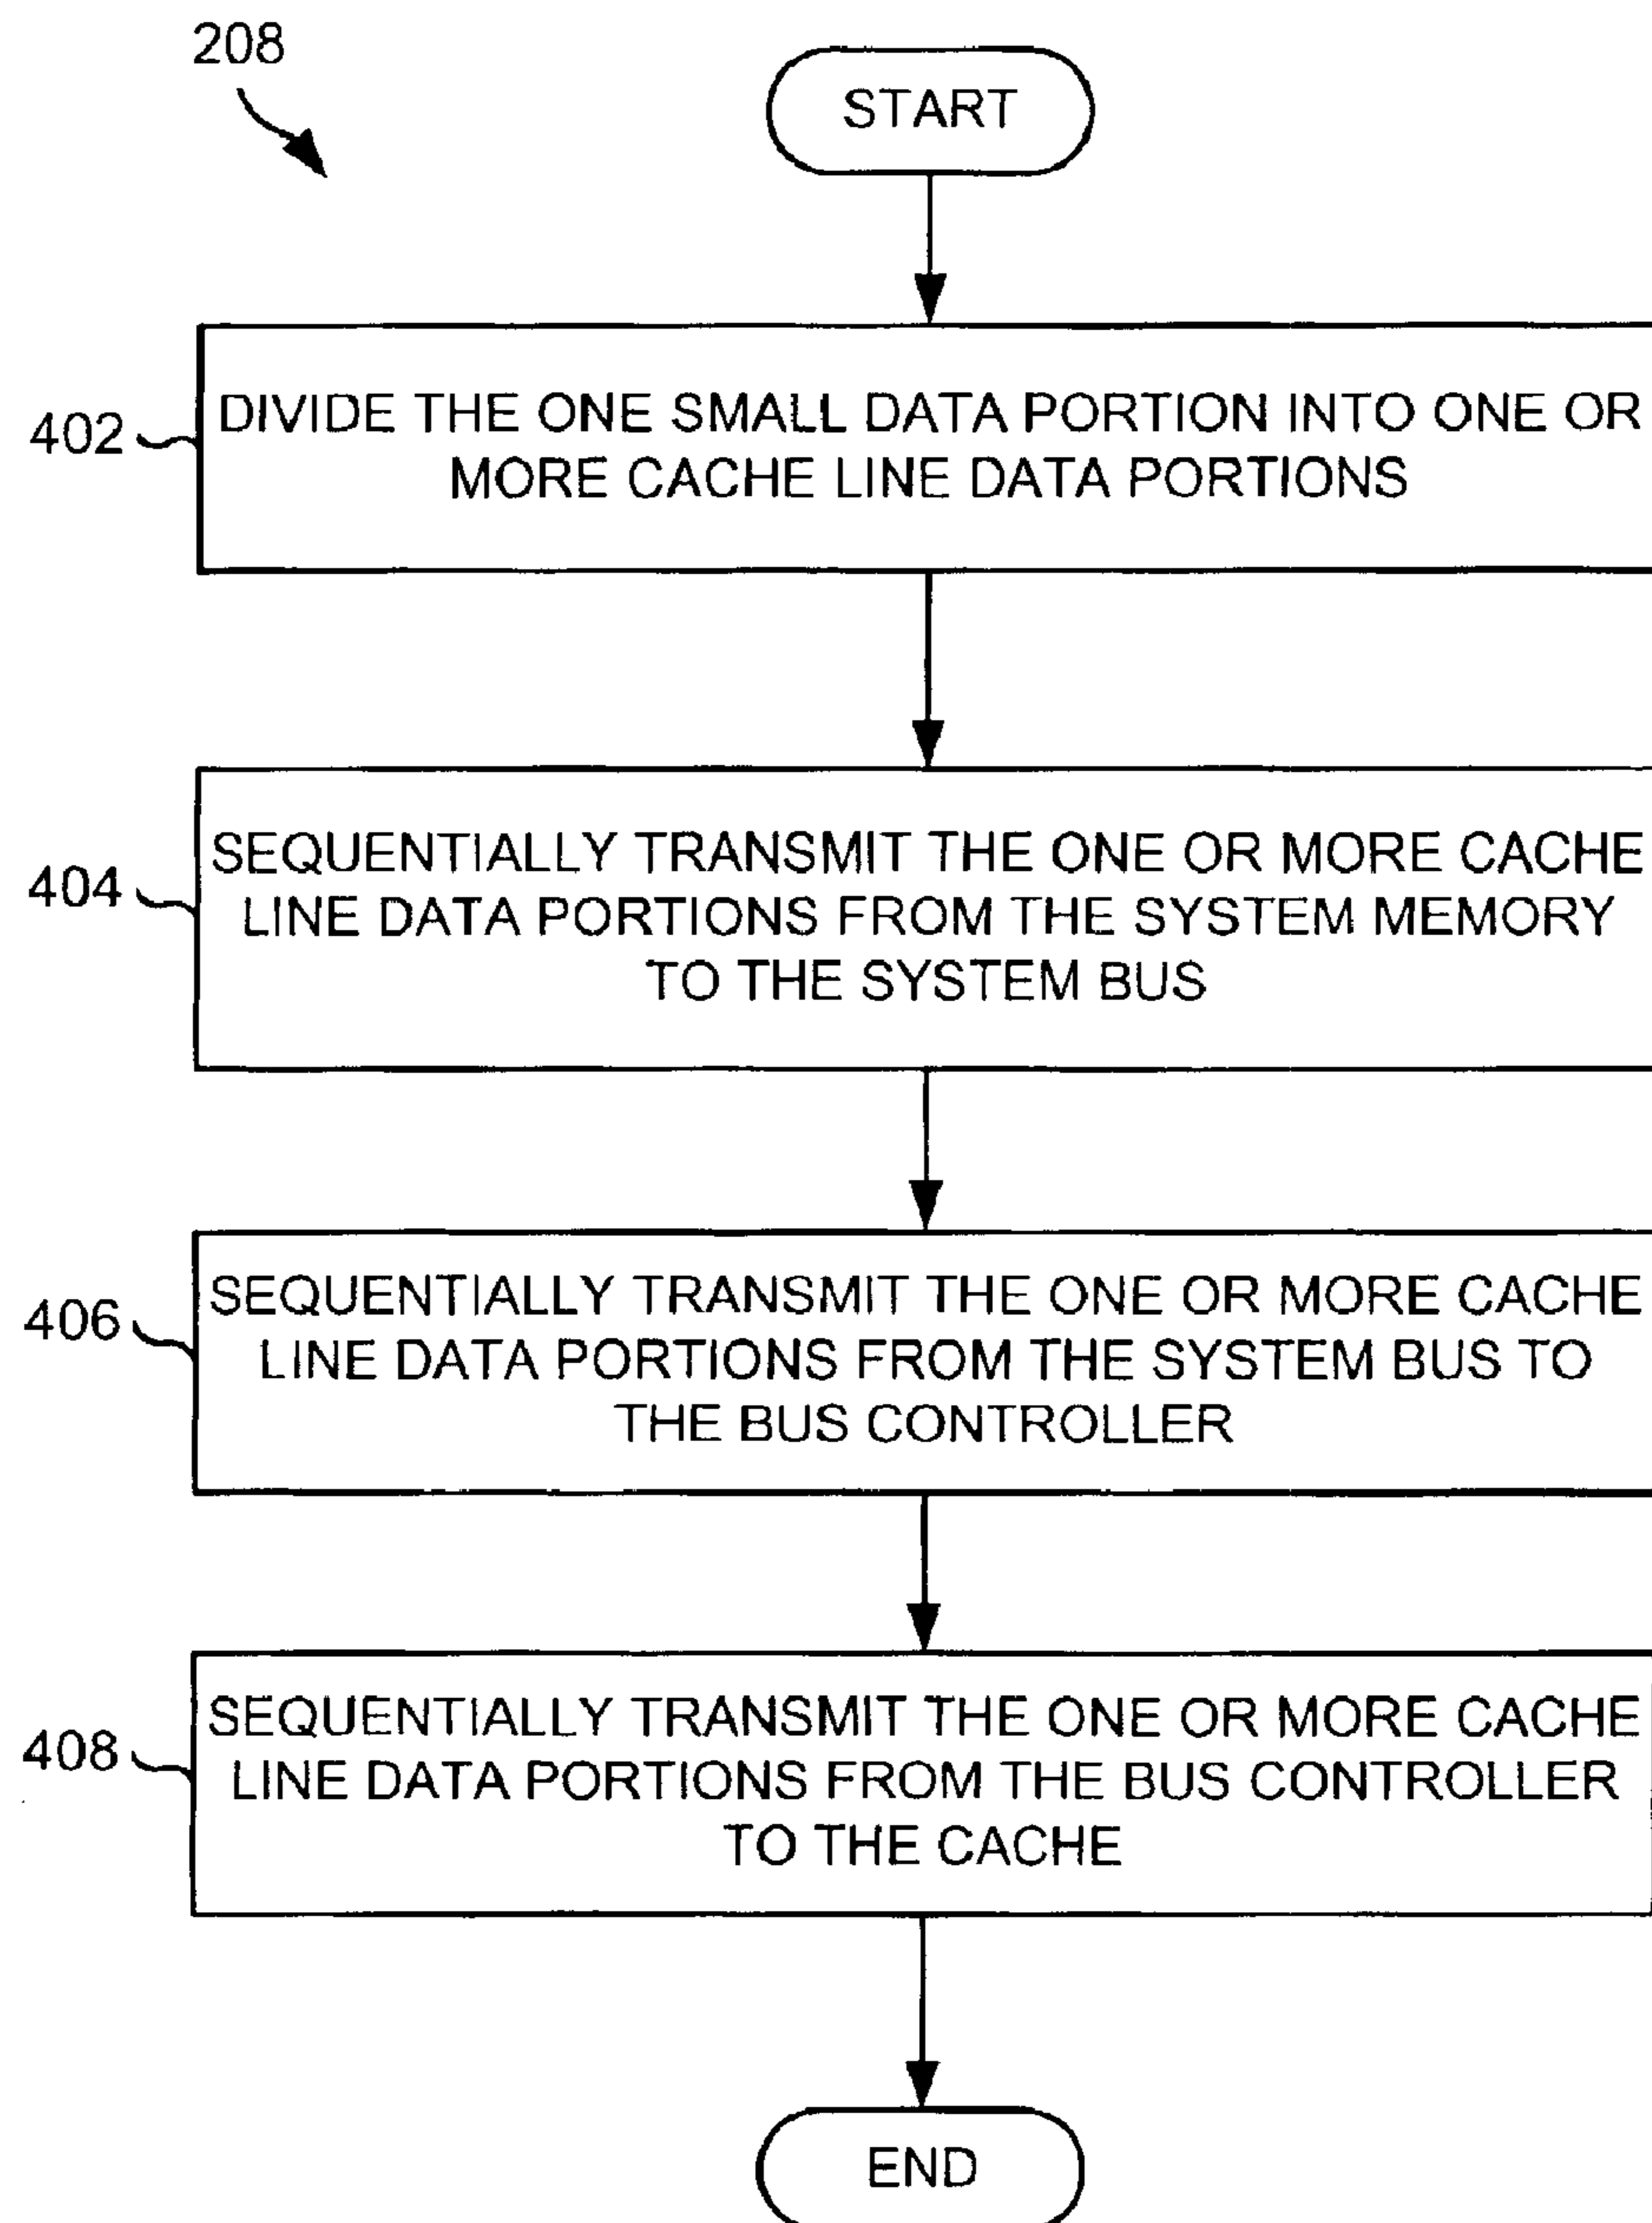 208
START
402
DIVIDE THE ONE SMALL DATA PORTION INTO ONE OR
MORE CACHE LINE DATA PORTIONS
404
SEQUENTIALLY TRANSMIT THE ONE OR MORE CACHE
LINE DATA PORTIONS FROM THE SYSTEM MEMORY
TO THE SYSTEM BUS
406
SEQUENTIALLY TRANSMIT THE ONE OR MORE CACHE
LINE DATA PORTIONS FROM THE SYSTEM BUS TO
THE BUS CONTROLLER
408
SEQUENTIALLY TRANSMIT THE ONE OR MORE CACHE
LINE DATA PORTIONS FROM THE BUS CONTROLLER
TO THE CACHE
END